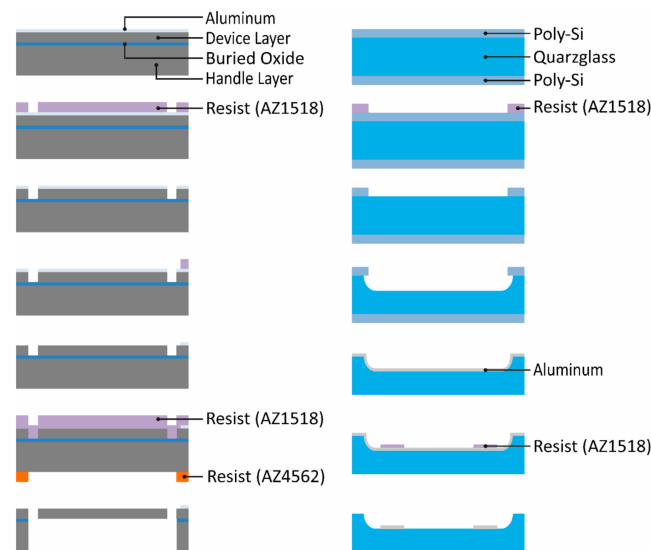 Aluminum
Device Layer
Buried Oxide
Handle Layer
Poly-Si
Quarzglass
Poly-Si
Resist (AZ1518)
Resist (AZ1518)
Aluminum
Resist (AZ1518)
Resist (AZ4562)
Resist (AZ1518)